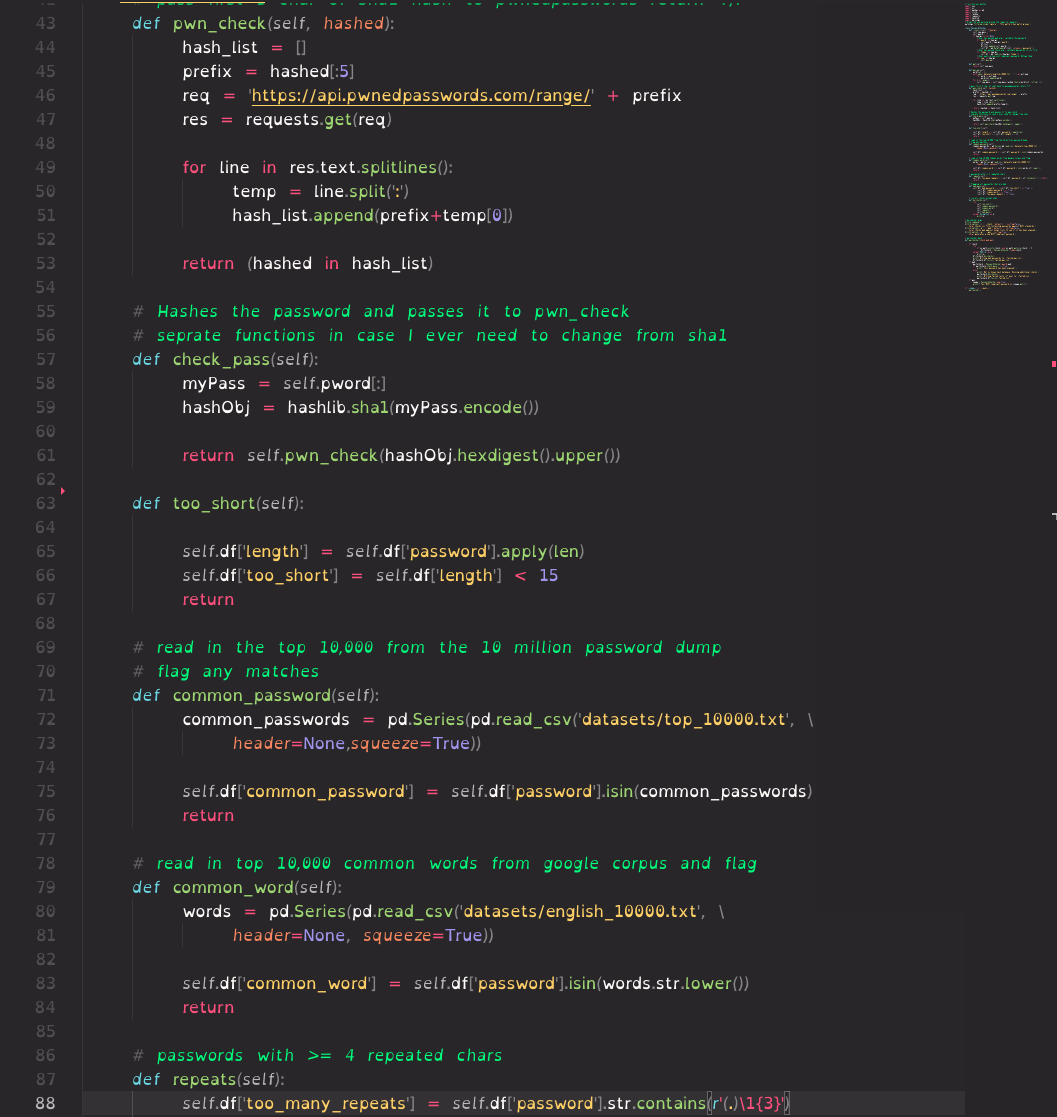 43 def pwn_check(self, hashed):
44 hash_list = []
45 prefix = hashed[:5]
46 req = 'https://api.pwnedpasswords.com/range/' + prefix
47 res = requests.get(req)
48
49 for line in res.text.splitlines():
50 temp = line.split(':')
51 hash_list.append(prefix+temp[0])
52
53 return (hashed in hash_list)
54
55 # Hashes the password and passes it to pwn_check
56 # seprate functions in case I ever need to change from sha1
57 def check_pass(self):
58 myPass = self.pword[:]
59 hashObj = hashlib.sha1(myPass.encode())
60
61 return self.pwn_check(hashObj.hexdigest().upper())
62
63 def too_short(self):
64
65 self.df['length'] = self.df['password'].apply(len)
66 self.df['too_short'] = self.df['length'] < 15
67 return
68
69 # read in the top 10,000 from the 10 million password dump
70 # flag any matches
71 def common_password(self):
72 common_passwords = pd.Series(pd.read_csv('datasets/top_10000.txt', \
73 header=None,squeeze=True))
74
75 self.df['common_password'] = self.df['password'].isin(common_passwords)
76 return
77
78 # read in top 10,000 common words from google corpus and flag
79 def common_word(self):
80 words = pd.Series(pd.read_csv('datasets/english_10000.txt', \
81 header=None, squeeze=True))
82
83 self.df['common_word'] = self.df['password'].isin(words.str.lower())
84 return
85
86 # passwords with >= 4 repeated chars
87 def repeats(self):
88 self.df['too_many_repeats'] = self.df['password'].str.contains(r'(.)\1{3}')